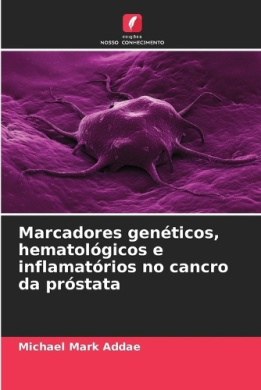 edições
NOSSO CONHECIMENTO
Marcadores genéticos,
hematológicos e
inflamatórios no cancro
da próstata
Michael Mark Addae